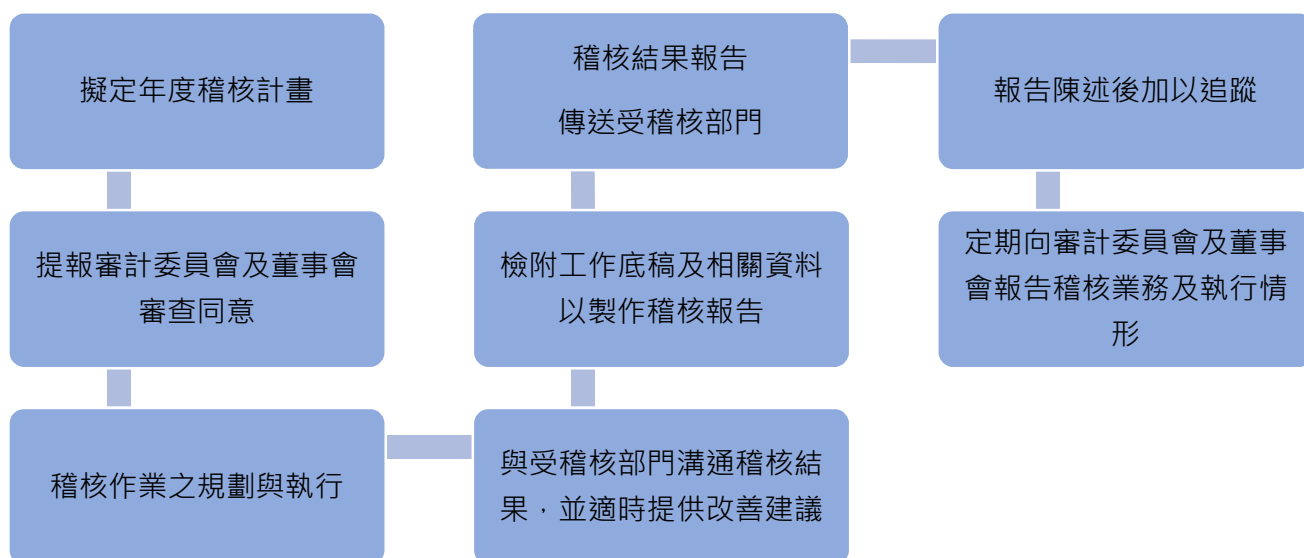 擬定年度稽核計畫
提報審計委員會及董事會
審查同意
稽核作業之規劃與執行
與受稽核部門溝通稽核結
果，並適時提供改善建議
檢附工作底稿及相關資料
以製作稽核報告
稽核結果報告
傳送受稽核部門
報告陳述後加以追蹤
定期向審計委員會及董事
會報告稽核業務及執行情
形